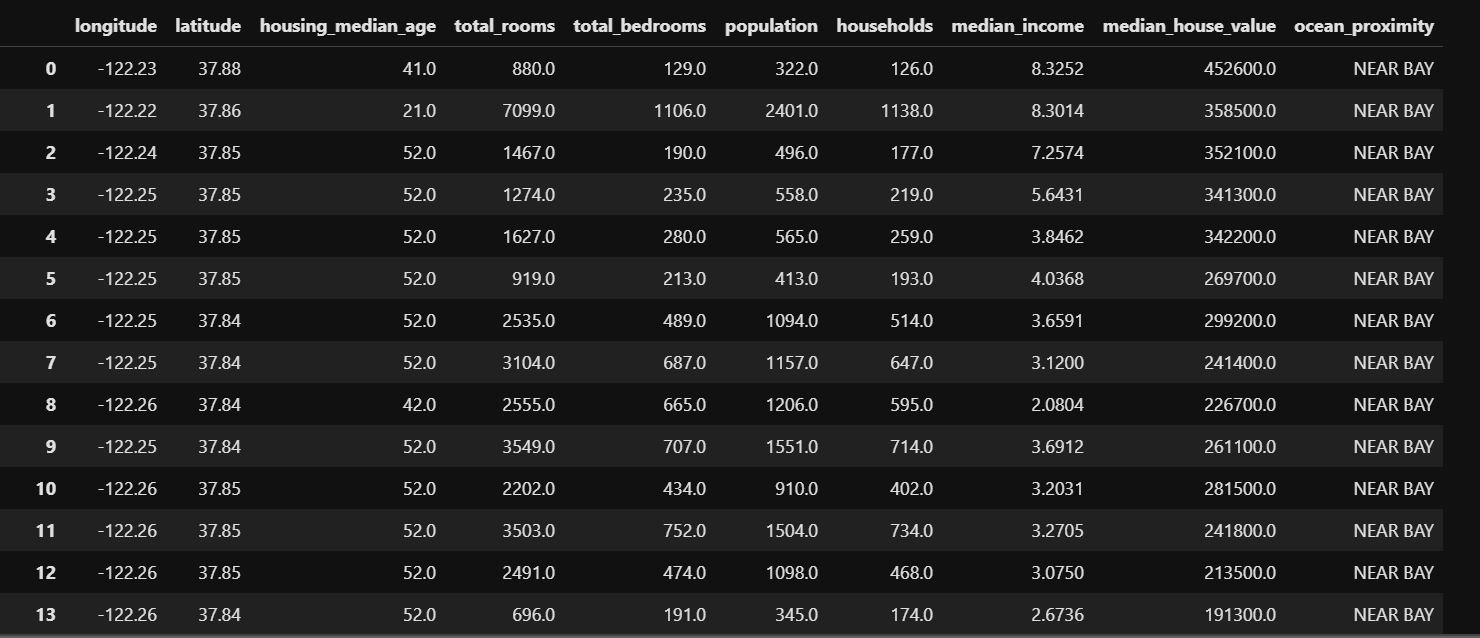 longitude latitude housing_median_age total_rooms total_bedrooms population households median_income median_house_value ocean_proximity
0 -122.23 37.88 41.0 880.0 129.0 322.0 126.0 8.3252 452600.0 NEAR BAY
1 -122.22 37.86 21.0 7099.0 1106.0 2401.0 1138.0 8.3014 358500.0 NEAR BAY
2 -122.24 37.85 52.0 1467.0 190.0 496.0 177.0 7.2574 352100.0 NEAR BAY
3 -122.25 37.85 52.0 1274.0 235.0 558.0 219.0 5.6431 341300.0 NEAR BAY
4 -122.25 37.85 52.0 1627.0 280.0 565.0 259.0 3.8462 342200.0 NEAR BAY
5 -122.25 37.85 52.0 919.0 213.0 413.0 193.0 4.0368 269700.0 NEAR BAY
6 -122.25 37.84 52.0 2535.0 489.0 1094.0 514.0 3.6591 299200.0 NEAR BAY
7 -122.25 37.84 52.0 3104.0 687.0 1157.0 647.0 3.1200 241400.0 NEAR BAY
8 -122.26 37.84 42.0 2555.0 665.0 1206.0 595.0 2.0804 226700.0 NEAR BAY
9 -122.25 37.84 52.0 3549.0 707.0 1551.0 714.0 3.6912 261100.0 NEAR BAY
10 -122.26 37.85 52.0 2202.0 434.0 910.0 402.0 3.2031 281500.0 NEAR BAY
11 -122.26 37.85 52.0 3503.0 752.0 1504.0 734.0 3.2705 241800.0 NEAR BAY
12 -122.26 37.85 52.0 2491.0 474.0 1098.0 468.0 3.0750 213500.0 NEAR BAY
13 -122.26 37.84 52.0 696.0 191.0 345.0 174.0 2.6736 191300.0 NEAR BAY